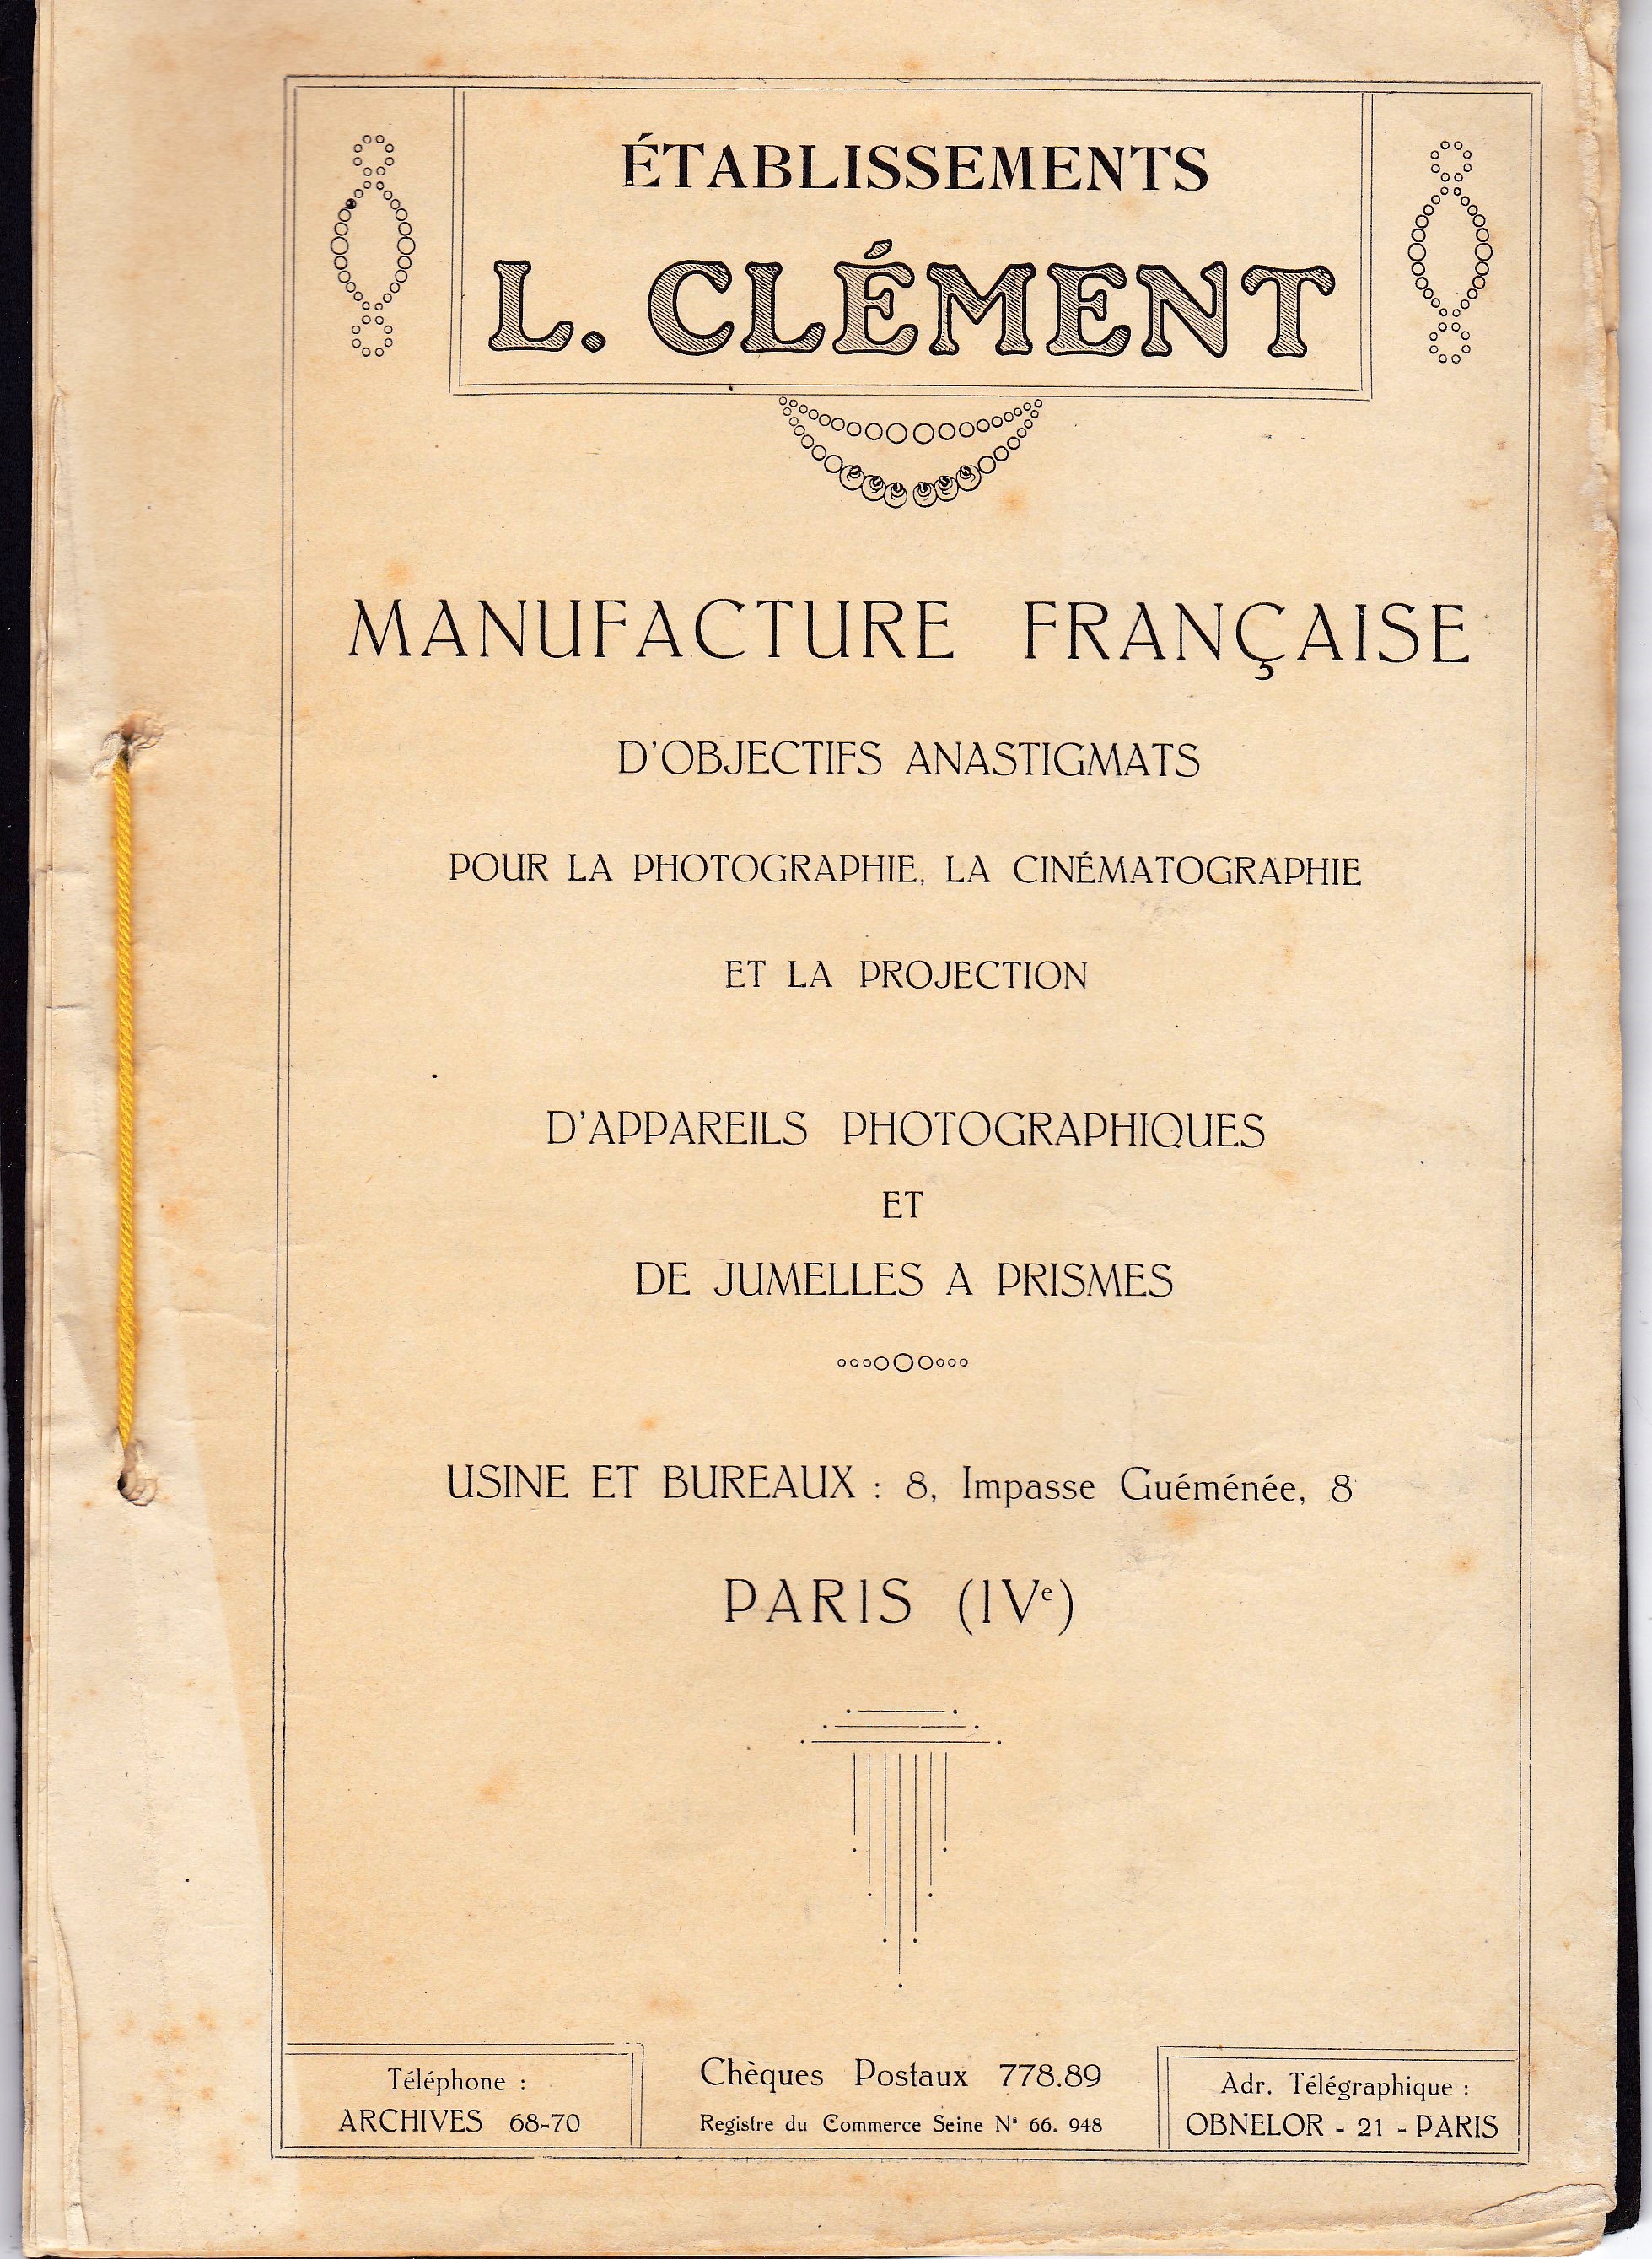 ÉTABLISSEMENTS
L. CLÉMENT
MANUFACTURE FRANÇAISE
D'OBJECTIFS ANASTIGMATS
POUR LA PHOTOGRAPHIE, LA CINÉMATOGRAPHIE
ET LA PROJECTION
D'APPAREILS PHOTOGRAPHIQUES
ET
DE JUMELLES A PRISMES
USINE ET BUREAUX : 8, Impasse Guéménée, 8
PARIS (IVe)
Téléphone :
ARCHIVES 68-70
Chèques Postaux 778.89
Registre du Commerce Seine Ns 66. 948
Adr. Télégraphique :
OBNELOR - 21 - PARIS